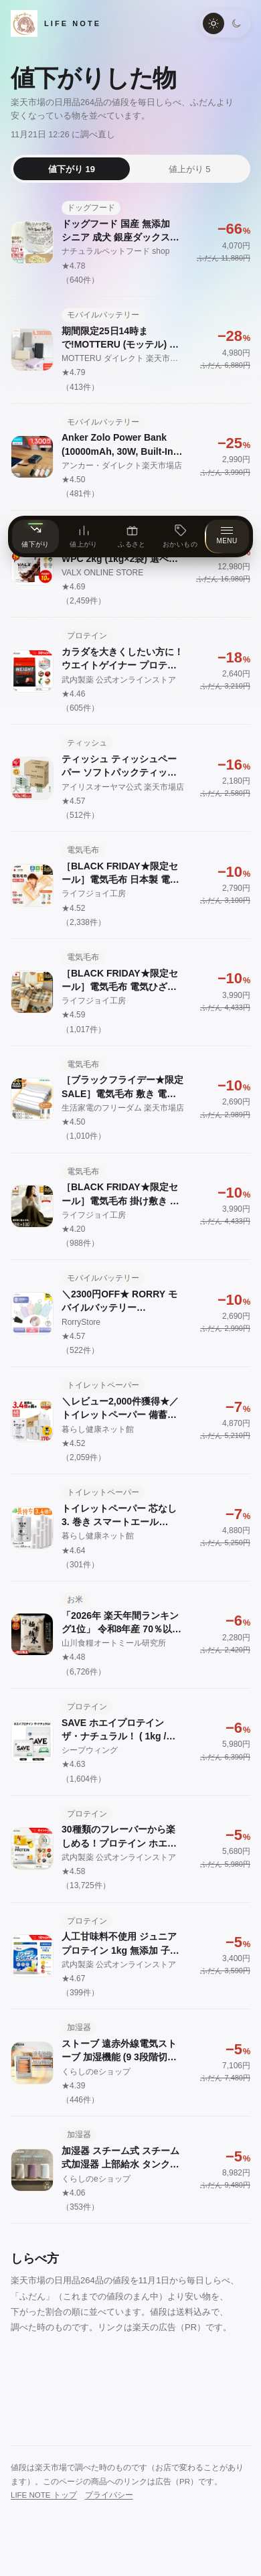 LIFE NOTE
値下がりした物
楽天市場の日用品264品の値段を毎日しらべ、ふだんより
安くなっている物を並べています。
11月21日 12:26 に調べ直し
値下がり 19
値上がり 5
ドッグフード
ドッグフード 国産 無添加
シニア 成犬 銀座ダックス…
ナチュラルペットフード shop
★4.78
（640件）
−66%
4,070円
ふだん 11,880円
モバイルバッテリー
期間限定25日14時ま
で!MOTTERU (モッテル) …
MOTTERU ダイレクト 楽天市…
★4.79
（413件）
−28%
4,980円
ふだん 6,880円
モバイルバッテリー
Anker Zolo Power Bank
(10000mAh, 30W, Built-In…
アンカー・ダイレクト楽天市場店
★4.50
（481件）
−25%
2,990円
ふだん 3,990円
値下がり
値上がり
ふるさと
おかいもの
MENU
VALX ONLINE STORE
★4.69
（2,459件）
12,980円
ふだん 16,980円
プロテイン
カラダを大きくしたい方に！
ウエイトゲイナー プロテ…
武内製薬 公式オンラインストア
★4.46
（605件）
−18%
2,640円
ふだん 3,210円
ティッシュ
ティッシュ ティッシュペー
パー ソフトパックティッ…
アイリスオーヤマ公式 楽天市場店
★4.57
（512件）
−16%
2,180円
ふだん 2,580円
電気毛布
［BLACK FRIDAY★限定セ
ール］電気毛布 日本製 電…
ライフジョイ工房
★4.52
（2,338件）
−10%
2,790円
ふだん 3,100円
電気毛布
［BLACK FRIDAY★限定セ
ール］電気毛布 電気ひざ…
ライフジョイ工房
★4.59
（1,017件）
−10%
3,990円
ふだん 4,433円
電気毛布
［ブラックフライデー★限定
SALE］電気毛布 敷き 電…
生活家電のフリーダム 楽天市場店
★4.50
（1,010件）
−10%
2,690円
ふだん 2,989円
電気毛布
［BLACK FRIDAY★限定セ
ール］電気毛布 掛け敷き …
ライフジョイ工房
★4.20
（988件）
−10%
3,990円
ふだん 4,433円
モバイルバッテリー
＼2300円OFF★ RORRY モ
バイルバッテリー…
RorryStore
★4.57
（522件）
−10%
2,690円
ふだん 2,990円
トイレットペーパー
＼レビュー2,000件獲得★／
トイレットペーパー 備蓄…
暮らし健康ネット館
★4.52
（2,059件）
−7%
4,870円
ふだん 5,210円
トイレットペーパー
トイレットペーパー 芯なし
3. 巻き スマートエール…
暮らし健康ネット館
★4.64
（301件）
−7%
4,880円
ふだん 5,250円
お米
「2026年 楽天年間ランキン
グ1位」 令和8年産 70％以…
山川食糧オートミール研究所
★4.48
（6,726件）
−6%
2,280円
ふだん 2,420円
プロテイン
SAVE ホエイプロテイン
ザ・ナチュラル！ ( 1kg /…
シープウィング
★4.63
（1,604件）
−6%
5,980円
ふだん 6,390円
プロテイン
30種類のフレーバーから楽
しめる！プロテイン ホエ…
武内製薬 公式オンラインストア
★4.58
（13,725件）
−5%
5,680円
ふだん 5,980円
プロテイン
人工甘味料不使用 ジュニア
プロテイン 1kg 無添加 子…
武内製薬 公式オンラインストア
★4.67
（399件）
−5%
3,400円
ふだん 3,590円
加湿器
ストーブ 遠赤外線電気スト
ーブ 加湿機能 (9 3段階切…
くらしのeショップ
★4.39
（446件）
−5%
7,106円
ふだん 7,480円
加湿器
加湿器 スチーム式 スチーム
式加湿器 上部給水 タンク…
くらしのeショップ
★4.06
（353件）
−5%
8,982円
ふだん 9,480円
しらべ方
楽天市場の日用品264品の値段を11月1日から毎日しらべ、
「ふだん」（これまでの値段のまん中）より安い物を、
下がった割合の順に並べています。値段は送料込みで、
調べた時のものです。リンクは楽天の広告（PR）です。
値段は楽天市場で調べた時のものです（お店で変わることがあり
ます）。このページの商品へのリンクは広告（PR）です。
LIFE NOTE トップ
プライバシー